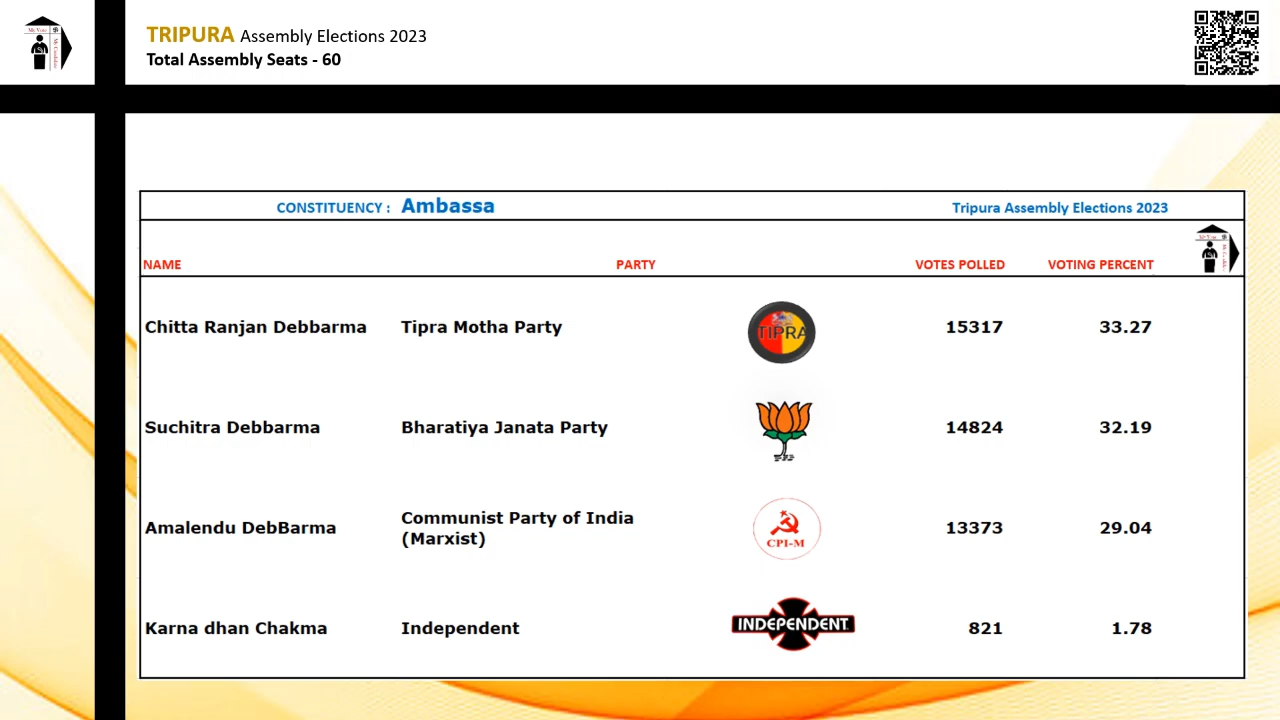 TRIPURA Assembly Elections 2023
Total Assembly Seats - 60
CONSTITUENCY : Ambassa Tripura Assembly Elections 2023
NAME PARTY VOTES POLLED VOTING PERCENT
Chitta Ranjan Debbarma Tipra Motha Party TIPRA 15317 33.27
Suchitra Debbarma Bharatiya Janata Party 14824 32.19
Amalendu DebBarma Communist Party of India (Marxist) CPI-M 13373 29.04
Karna dhan Chakma Independent INDEPENDENT 821 1.78